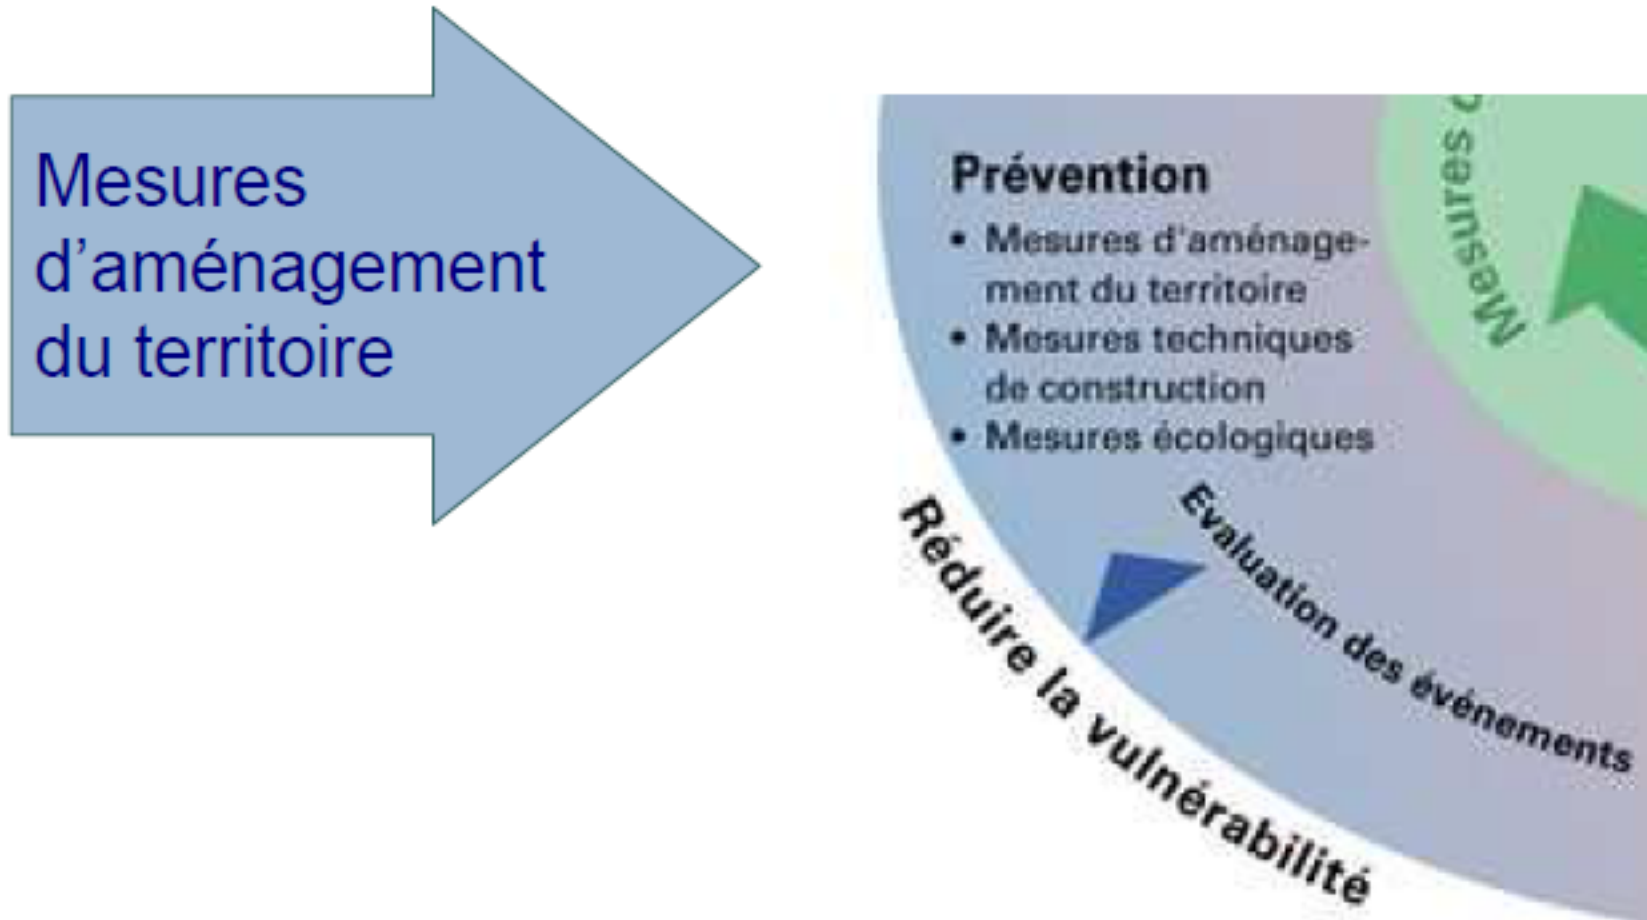 Mesures
d’aménagement
du territoire
Prévention
• Mesures d'aménage-
ment du territoire
• Mesures techniques
de construction
• Mesures écologiques
Evaluation des événements
Réduire la vulnérabilité
Mesures